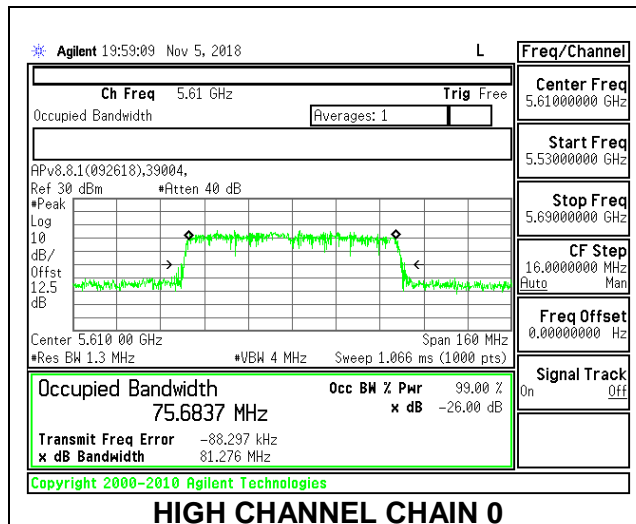 Agilent 19:59:09 Nov 5, 2018 L
Freq/Channel
Ch Freq 5.61 GHz Trig Free
Occupied Bandwidth Averages: 1
APv8.8.1(092618),39004,
Ref 30 dBm #Atten 40 dB
#Peak
Log
10
dB/
Offst
12.5
dB
Center 5.610 00 GHz Span 160 MHz
#Res BW 1.3 MHz #VBW 4 MHz Sweep 1.066 ms (1000 pts)
Occupied Bandwidth Occ BW % Pwr 99.00 %
75.6837 MHz x dB -26.00 dB
Transmit Freq Error -88.297 kHz
x dB Bandwidth 81.276 MHz
Center Freq
5.61000000 GHz
Start Freq
5.53000000 GHz
Stop Freq
5.69000000 GHz
CF Step
16.0000000 MHz
Auto Man
Freq Offset
0.00000000 Hz
Signal Track
On Off
Copyright 2000-2010 Agilent Technologies
HIGH CHANNEL CHAIN 0